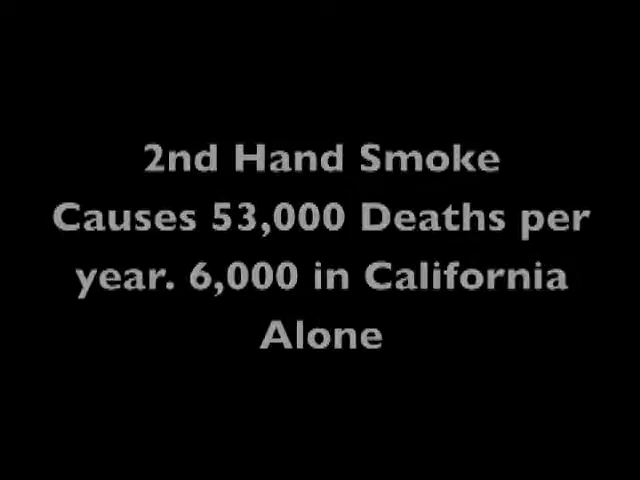 2nd Hand Smoke
Causes 53,000 Deaths per
year. 6,000 in California
Alone